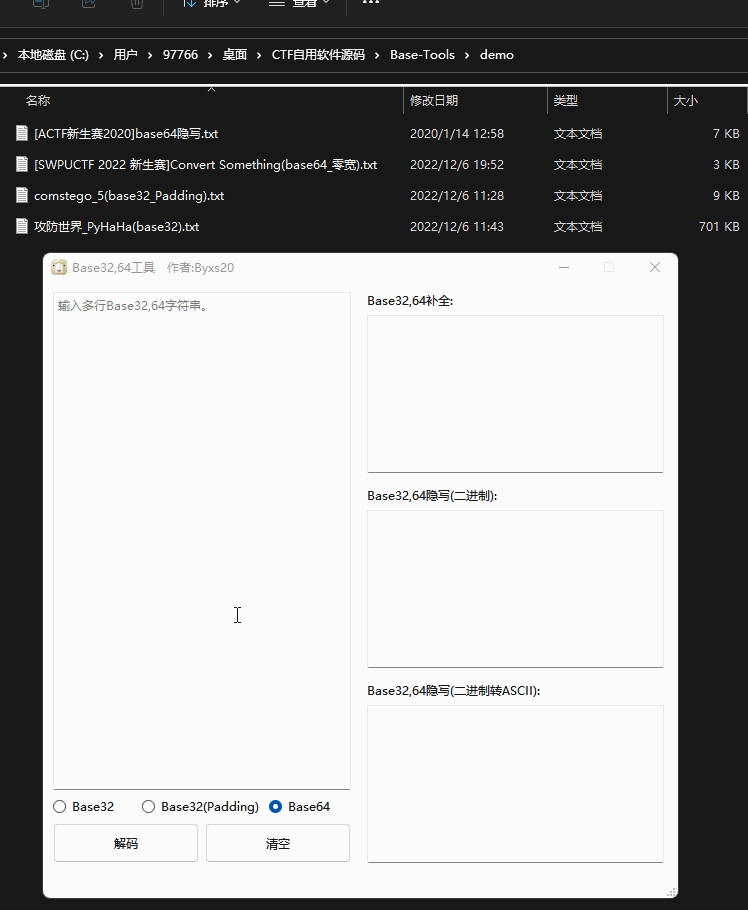 排序 查看 •••
› 本地磁盘 (C:) › 用户 › 97766 › 桌面 › CTF自用软件源码 › Base-Tools › demo
名称 修改日期 类型 大小
[ACTF新生赛2020]base64隐写.txt 2020/1/14 12:58 文本文档 7 KB
[SWPUCTF 2022 新生赛]Convert Something(base64_零宽).txt 2022/12/6 19:52 文本文档 3 KB
comstego_5(base32_Padding).txt 2022/12/6 11:28 文本文档 9 KB
攻防世界_PyHaHa(base32).txt 2022/12/6 11:43 文本文档 701 KB
Base32,64工具 作者:Byxs20
输入多行Base32,64字符串。
Base32 Base32(Padding) Base64
解码 清空
Base32,64补全:
Base32,64隐写(二进制):
Base32,64隐写(二进制转ASCII):